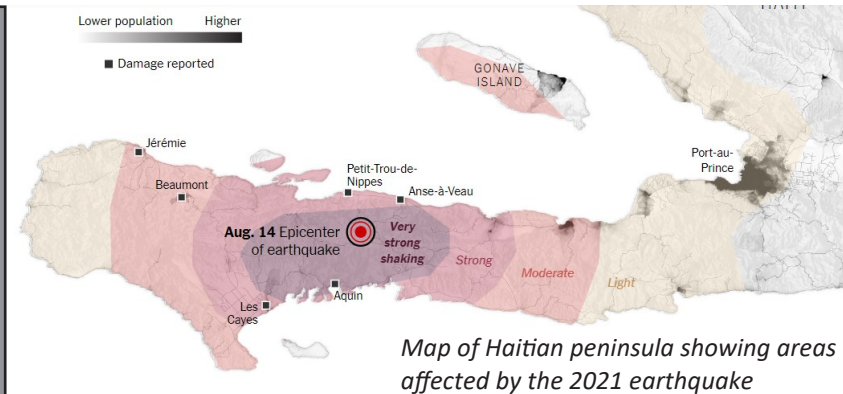 Lower population Higher
Damage reported
GONAVE
ISLAND
Jérémie
Beaumont
Petit-Trou-de-
Nippes
Anse-à-Veau
Port-au-
Prince
Aug. 14 Epicenter
of earthquake
Very
strong
shaking
Strong
Moderate
Light
Aquin
Les
Cayes
Map of Haitian peninsula showing areas
affected by the 2021 earthquake